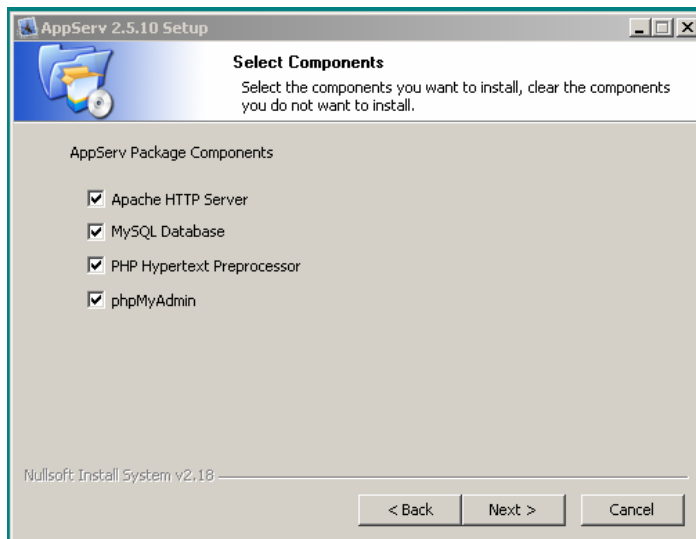 AppServ 2.5.10 Setup
Select Components
Select the components you want to install, clear the components
you do not want to install.
AppServ Package Components
Apache HTTP Server
MySQL Database
PHP Hypertext Preprocessor
phpMyAdmin
Nullsoft Install System v2.18
< Back Next > Cancel